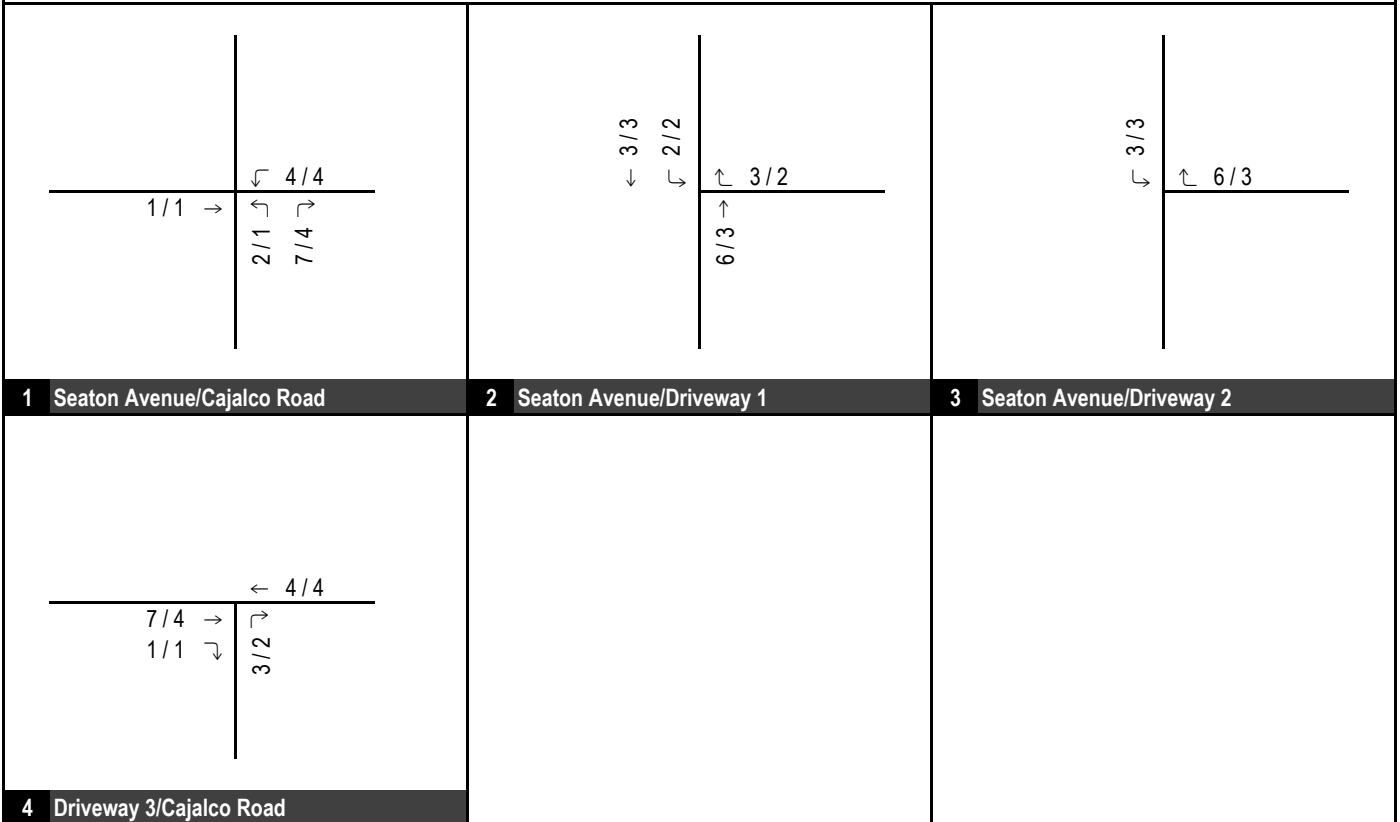 4 / 4
1 / 1
2 / 1
7 / 4
1 Seaton Avenue/Cajalco Road
3 / 3
2 / 2
3 / 2
6 / 3
2 Seaton Avenue/Driveway 1
3 / 3
6 / 3
3 Seaton Avenue/Driveway 2
4 / 4
7 / 4
1 / 1
3 / 2
4 Driveway 3/Cajalco Road